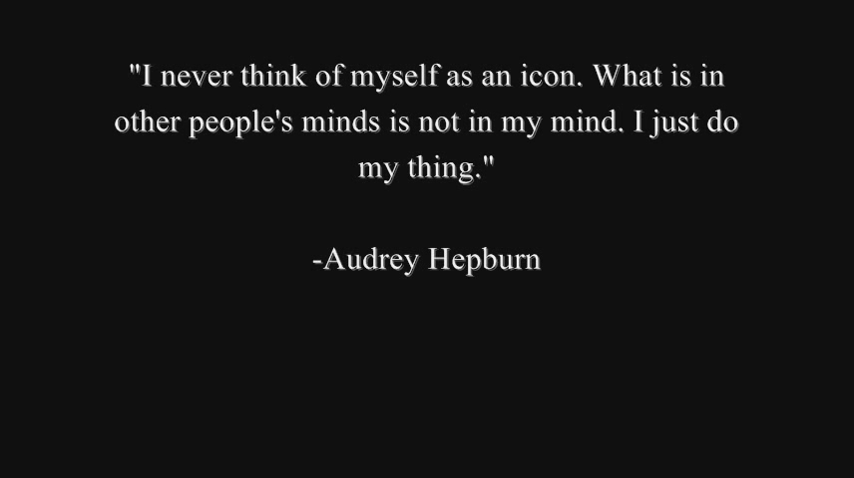 "I never think of myself as an icon. What is in
other people's minds is not in my mind. I just do
my thing."
-Audrey Hepburn